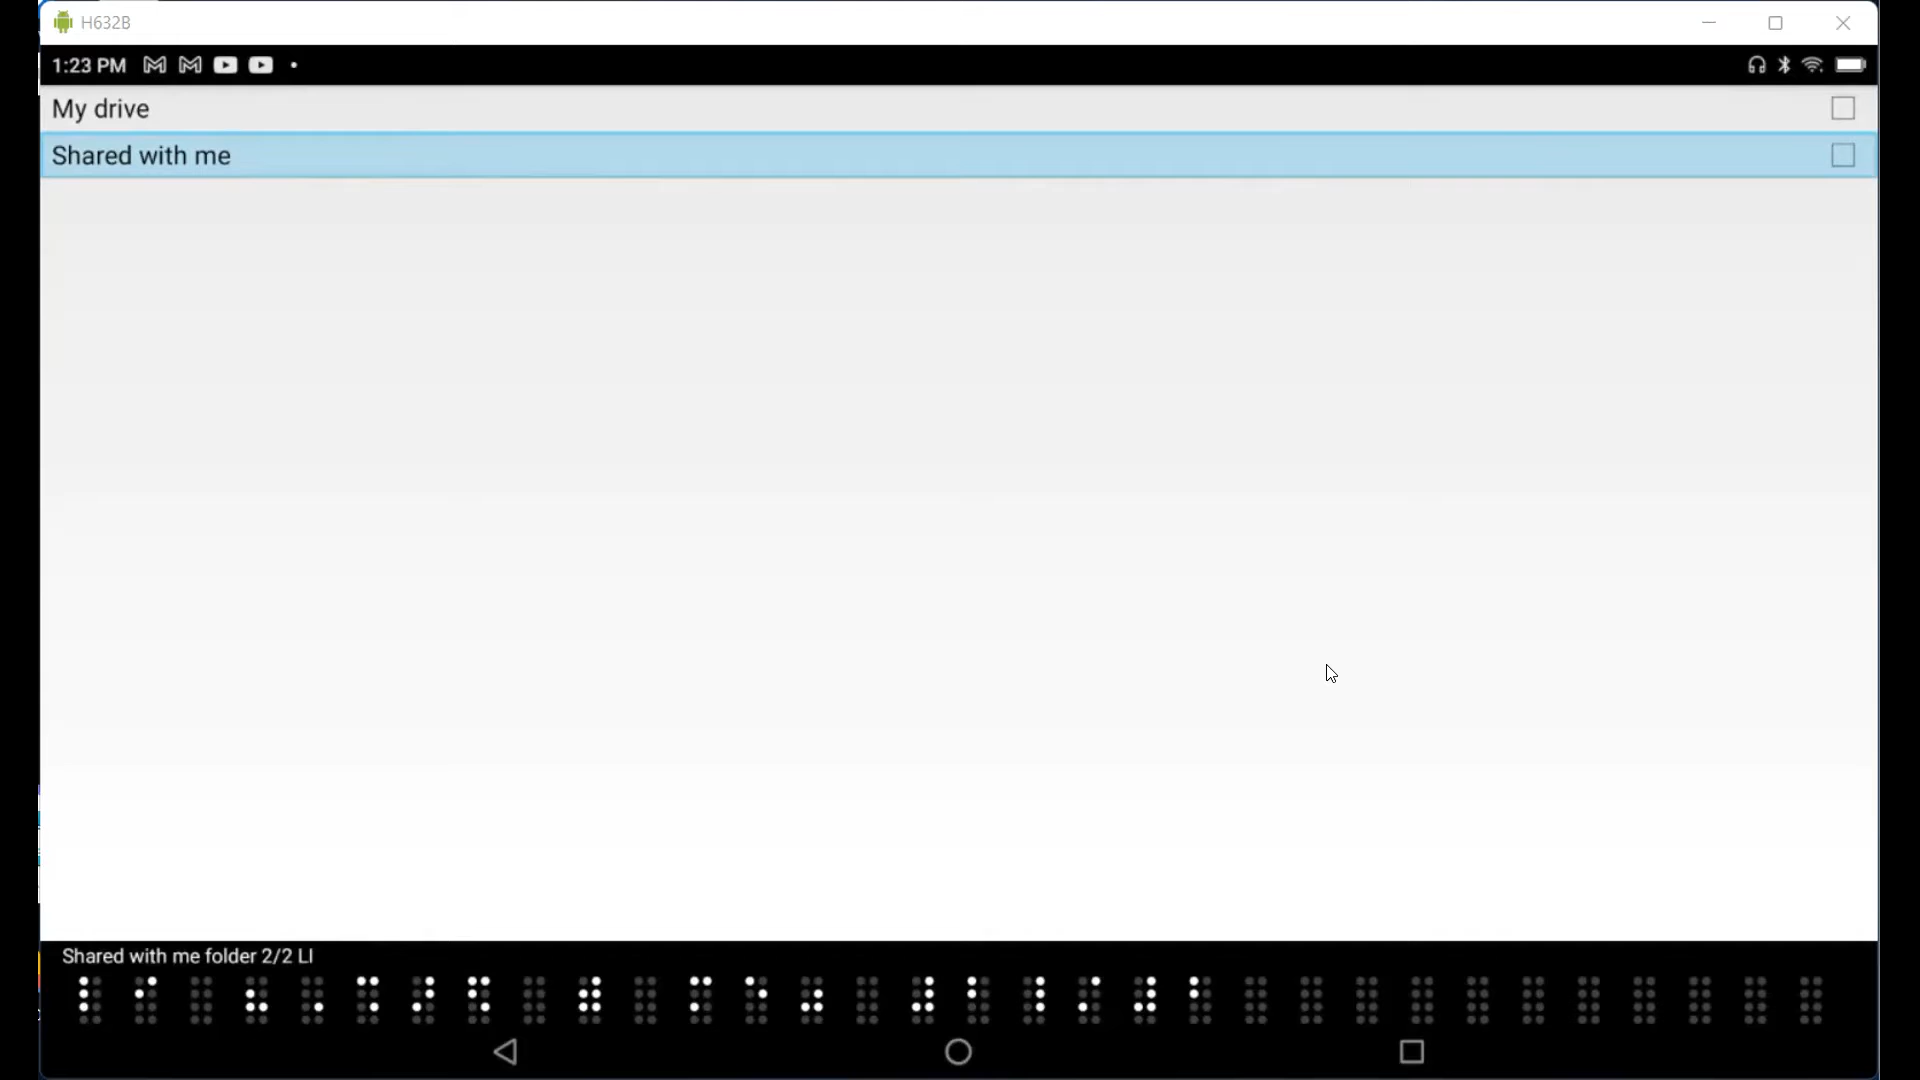 H632B
1:23 PM
My drive
Shared with me
Shared with me folder 2/2 LI